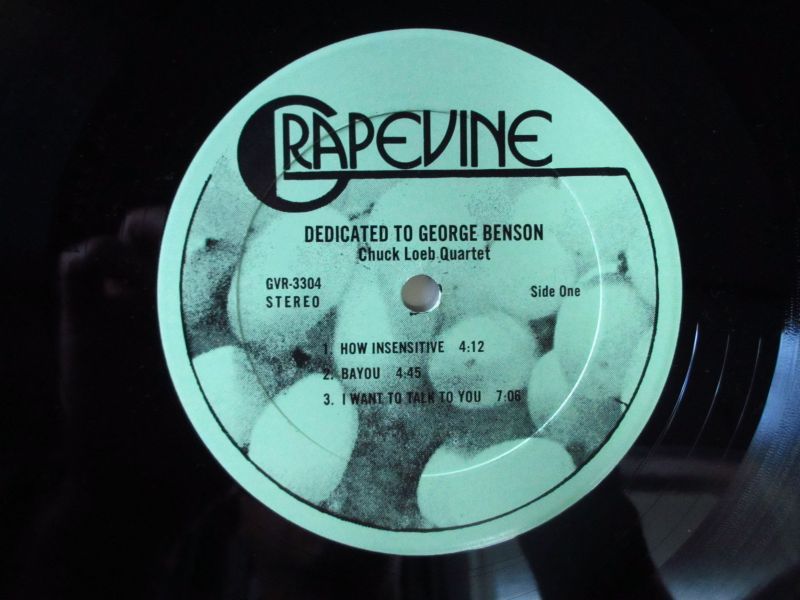 GRAPEVINE
DEDICATED TO GEORGE BENSON
Chuck Loeb Quartet
GVR-3304
STEREO
Side One
1. HOW INSENSITIVE 4:12
2. BAYOU 4:45
3. I WANT TO TALK TO YOU 7:06